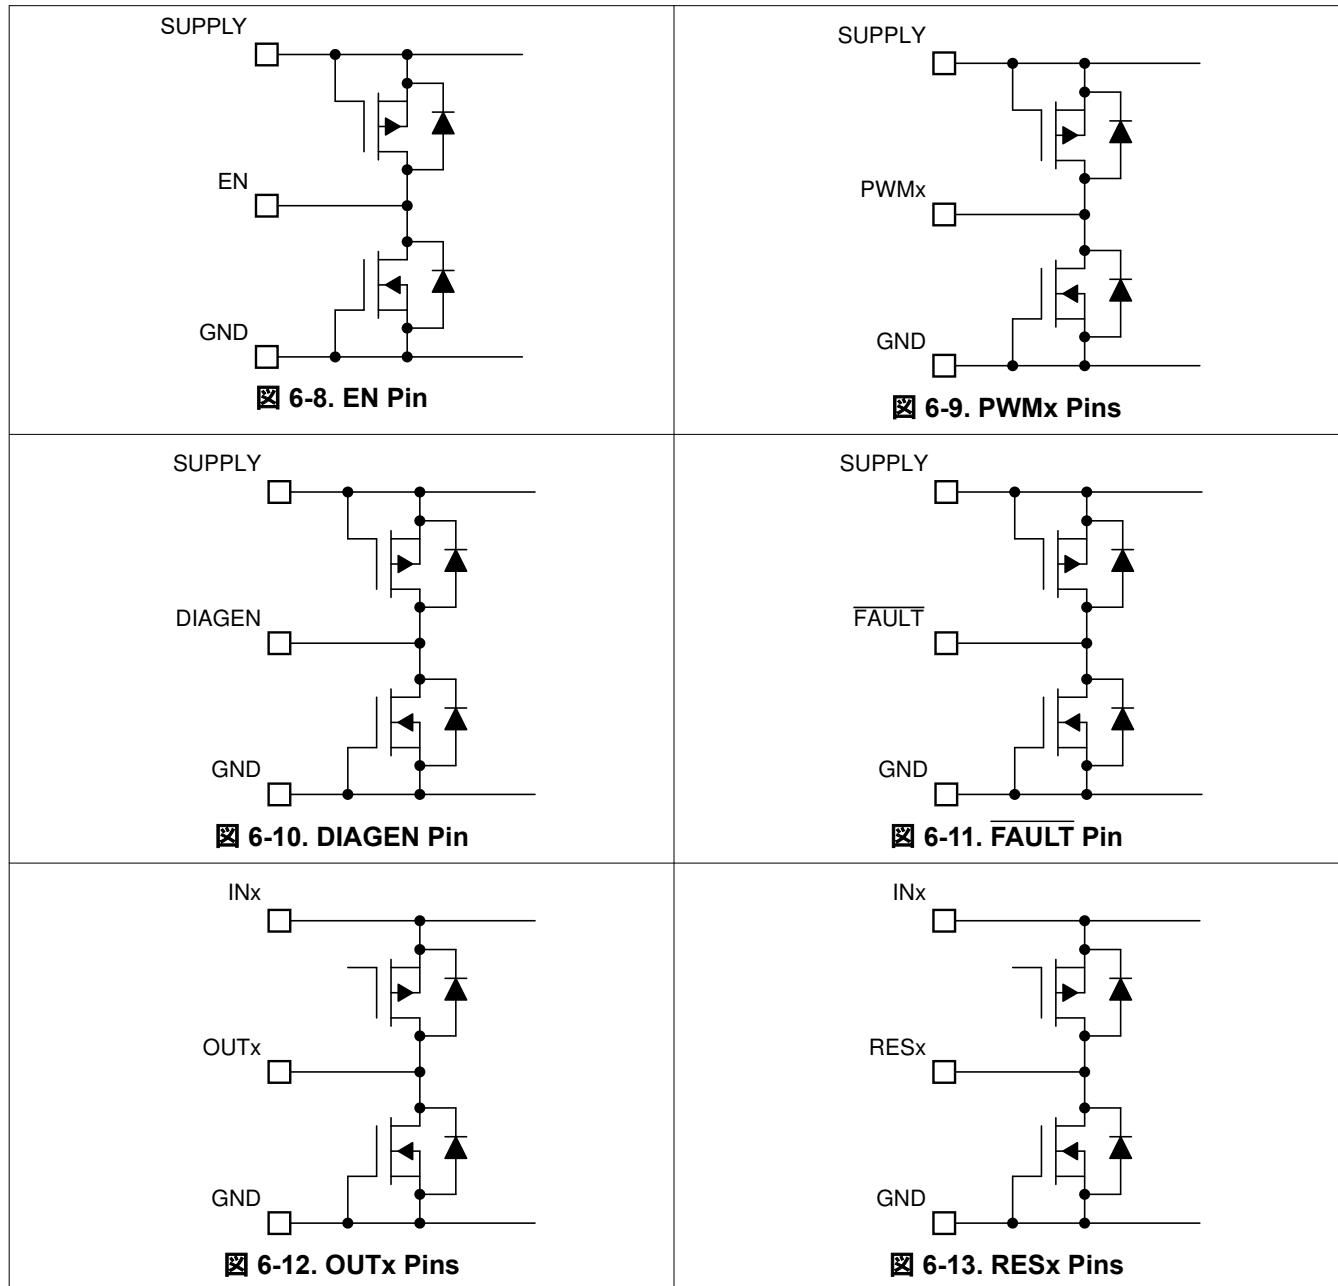 SUPPLY
EN
GND
図 6-8. EN Pin
SUPPLY
PWMx
GND
図 6-9. PWMx Pins
SUPPLY
DIAGEN
GND
図 6-10. DIAGEN Pin
SUPPLY
FAULT
GND
図 6-11. FAULT Pin
INx
OUTx
GND
図 6-12. OUTx Pins
INx
RESx
GND
図 6-13. RESx Pins